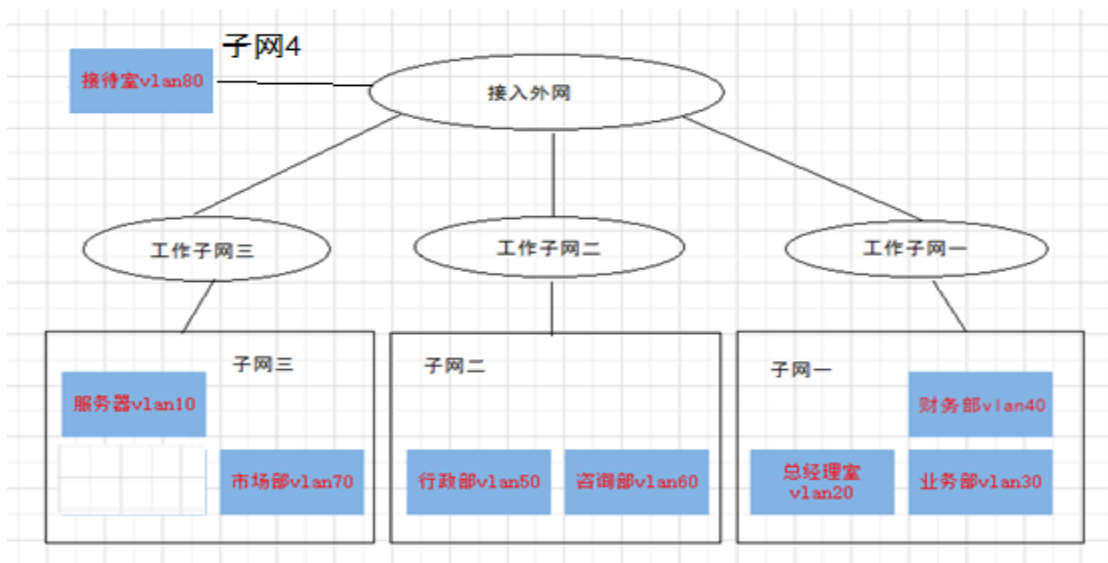 子网4
接待室vlan80
接入外网
工作子网三
工作子网二
工作子网一
子网三
服务器vlan10
市场部vlan70
子网二
行政部vlan50
咨询部vlan60
子网一
财务部vlan40
总经理室
vlan20
业务部vlan30